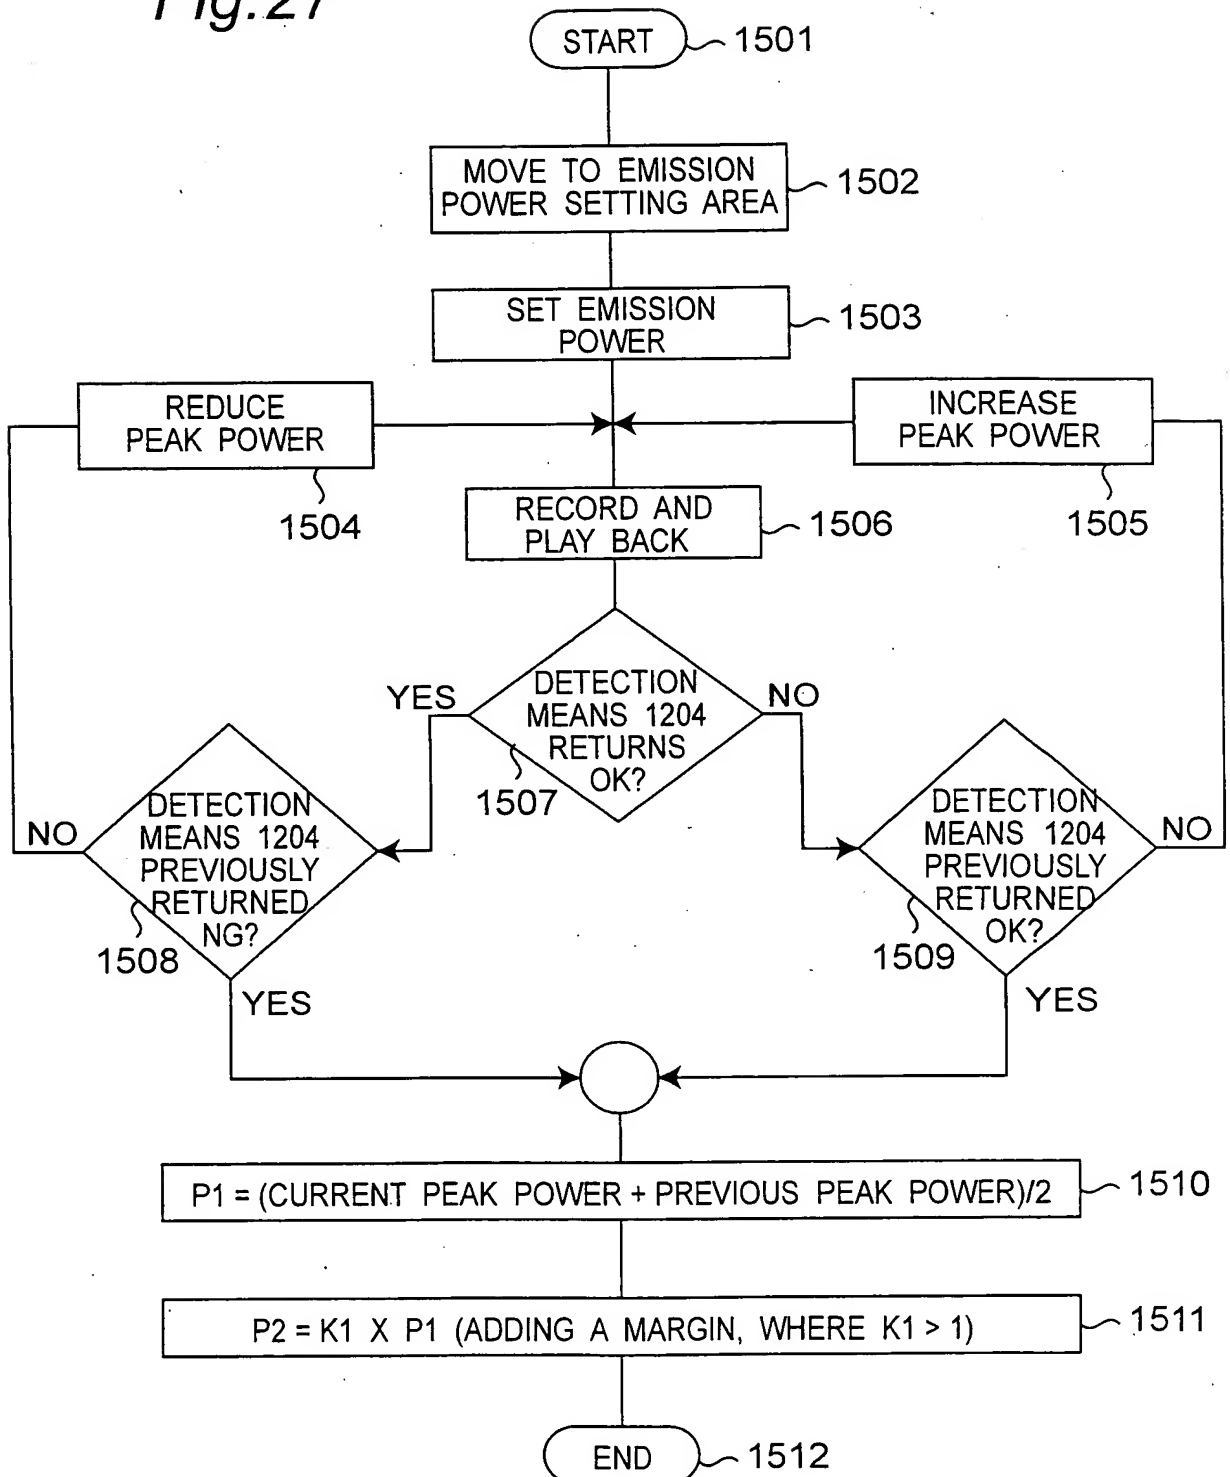 Fig.27
START
1501
MOVE TO EMISSION
POWER SETTING AREA
1502
SET EMISSION
POWER
1503
REDUCE
PEAK POWER
1504
INCREASE
PEAK POWER
1505
RECORD AND
PLAY BACK
1506
DETECTION
MEANS 1204
RETURNS
OK?
YES
NO
1507
DETECTION
MEANS 1204
PREVIOUSLY
RETURNED
NG?
NO
1508
YES
DETECTION
MEANS 1204
PREVIOUSLY
RETURNED
OK?
NO
1509
YES
P1 = (CURRENT PEAK POWER + PREVIOUS PEAK POWER)/2
1510
P2 = K1 X P1 (ADDING A MARGIN, WHERE K1 > 1)
1511
END
1512